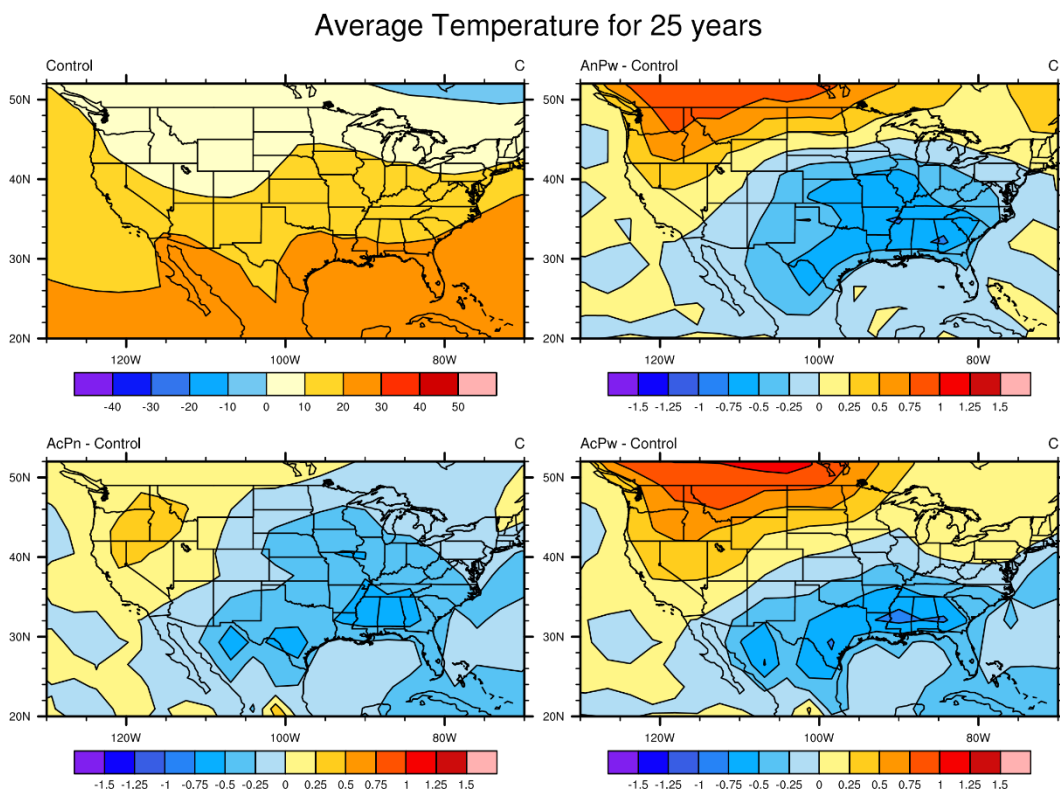 Average Temperature for 25 years
Control C
50N
40N
30N
20N
120W 100W 80W
-40 -30 -20 -10 0 10 20 30 40 50
AnPw - Control C
50N
40N
30N
20N
120W 100W 80W
-1.5 -1.25 -1 -0.75 -0.5 -0.25 0 0.25 0.5 0.75 1 1.25 1.5
AcPn - Control C
50N
40N
30N
20N
120W 100W 80W
-1.5 -1.25 -1 -0.75 -0.5 -0.25 0 0.25 0.5 0.75 1 1.25 1.5
AcPw - Control C
50N
40N
30N
20N
120W 100W 80W
-1.5 -1.25 -1 -0.75 -0.5 -0.25 0 0.25 0.5 0.75 1 1.25 1.5